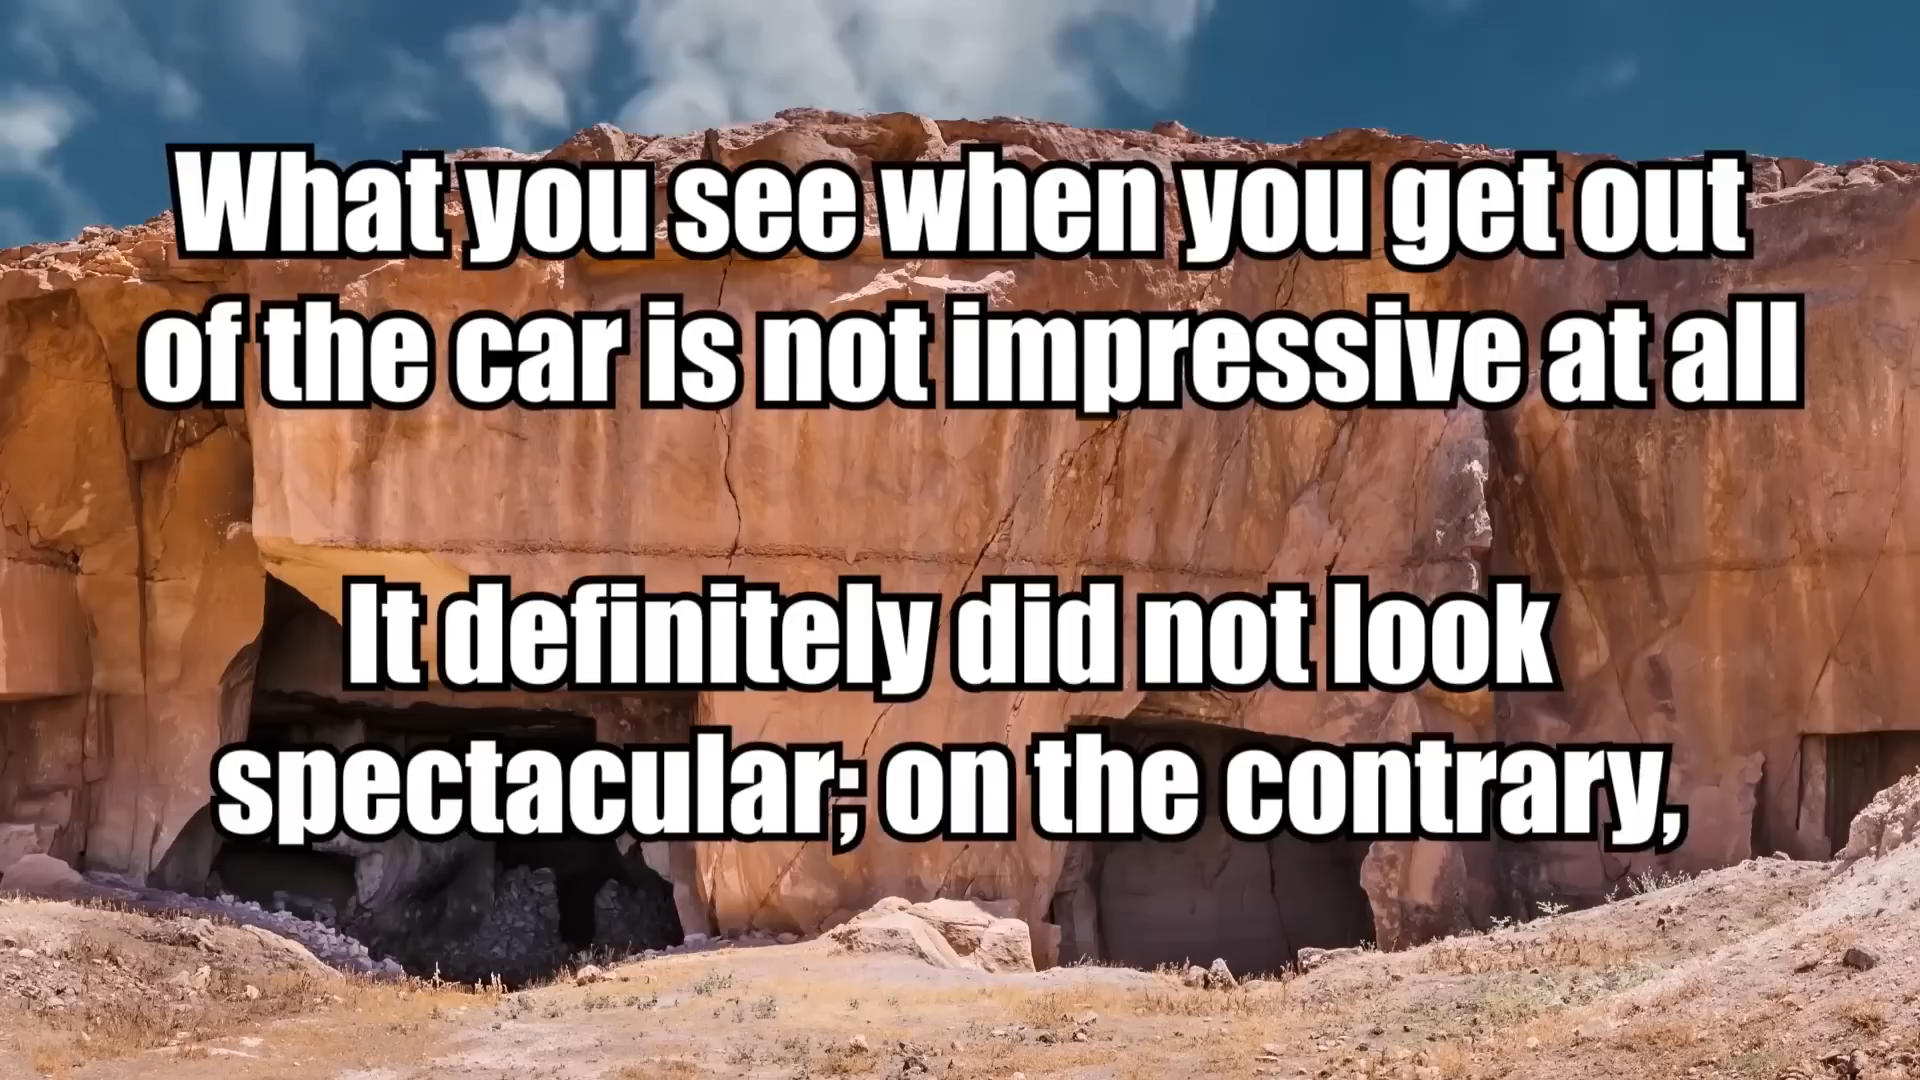 What you see when you get out
of the car is not impressive at all
It definitely did not look
spectacular; on the contrary,